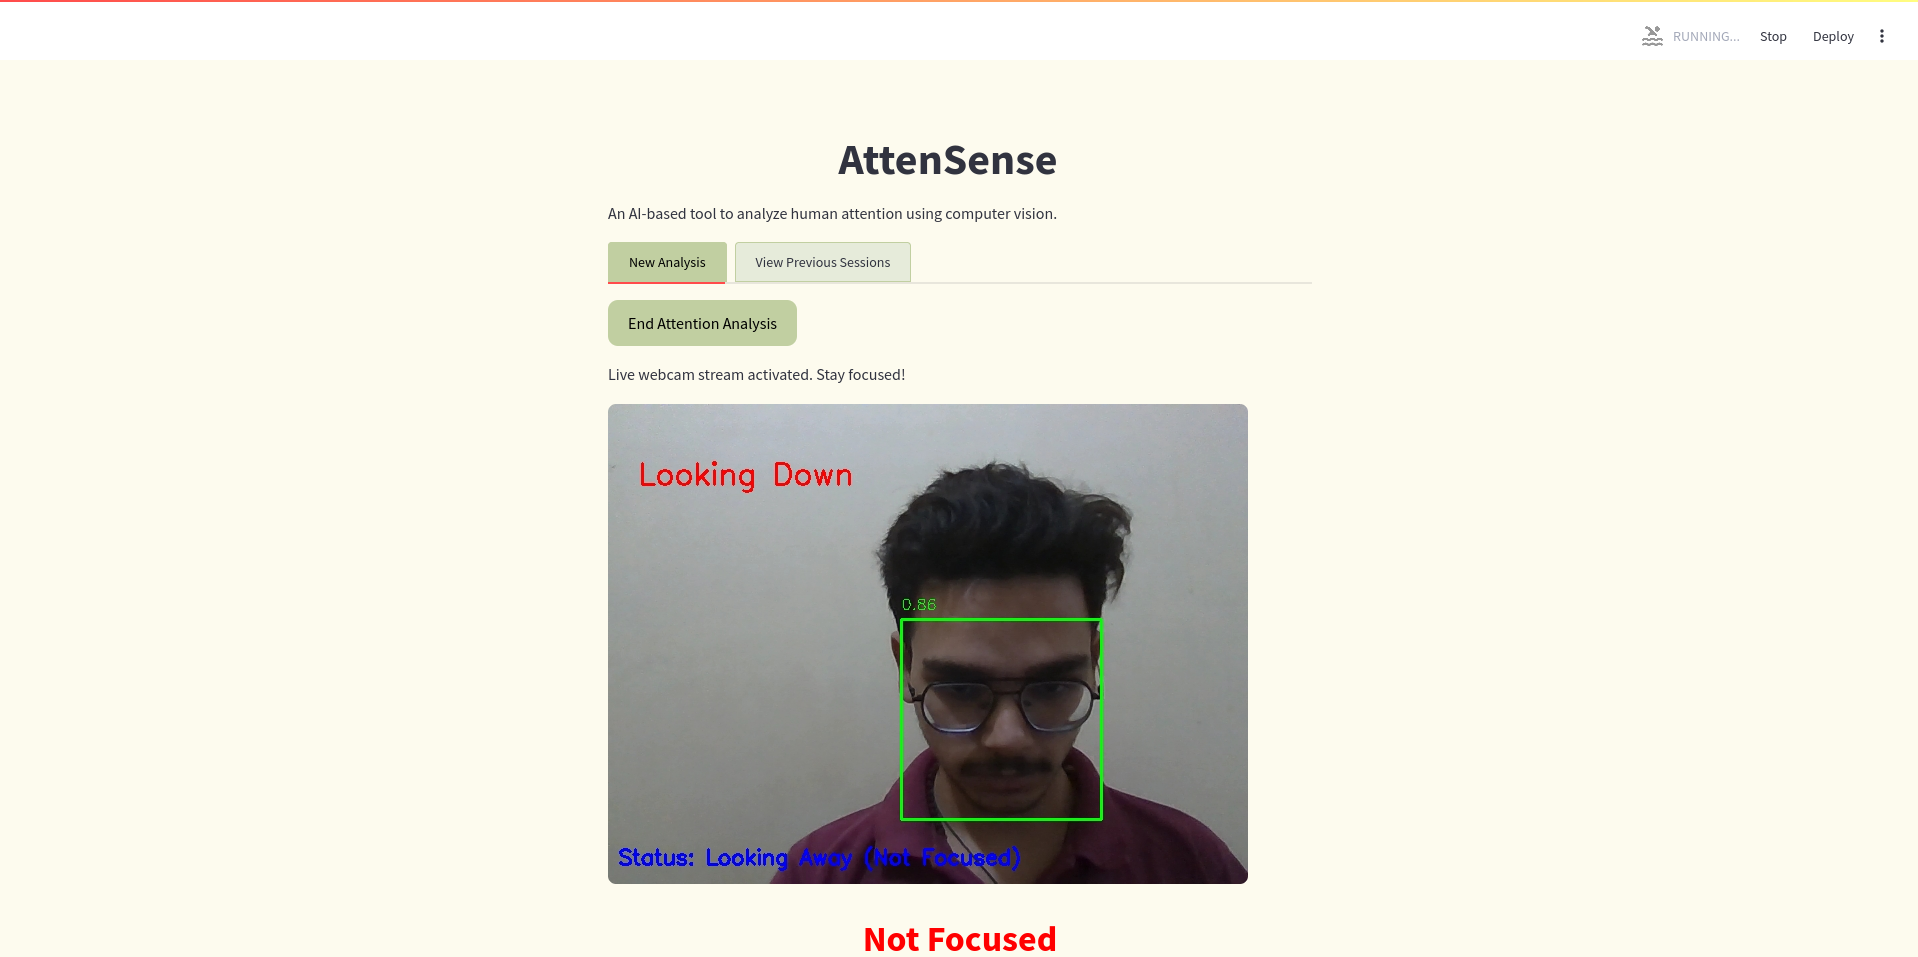 RUNNING... Stop Deploy
AttenSense
An AI-based tool to analyze human attention using computer vision.
New Analysis View Previous Sessions
End Attention Analysis
Live webcam stream activated. Stay focused!
Looking Down
0.86
Status: Looking Away (Not Focused)
Not Focused